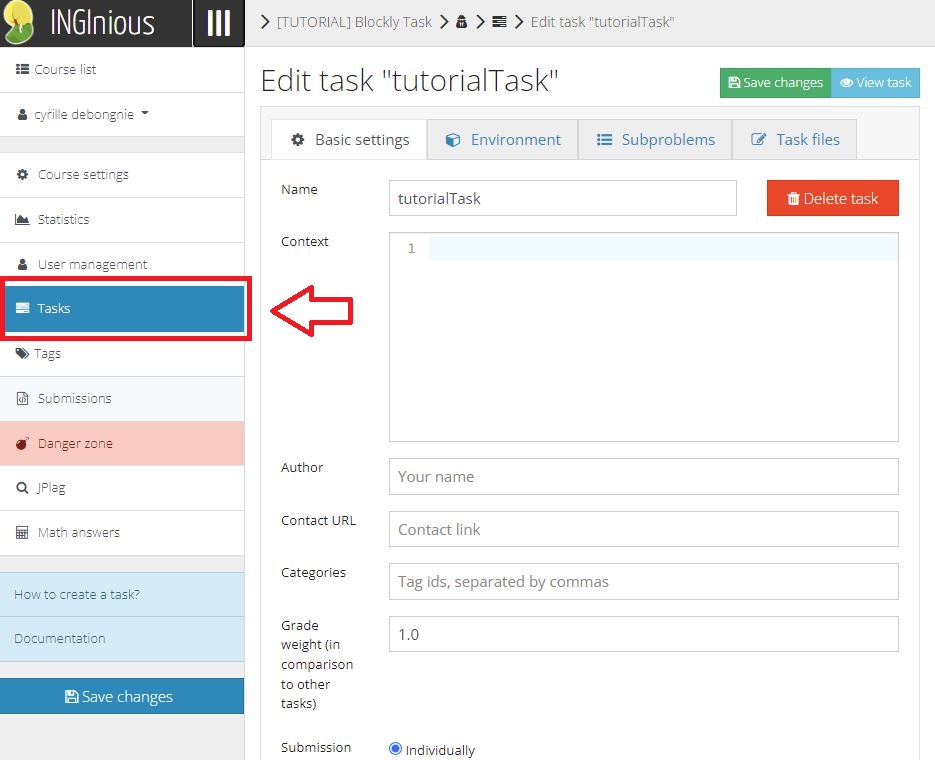 INGInious
[TUTORIAL] Blockly Task
Edit task "tutorialTask"
Course list
cyrille debongnie
Course settings
Statistics
User management
Tasks
Tags
Submissions
Danger zone
JPlag
Math answers
How to create a task?
Documentation
Save changes
Edit task "tutorialTask"
Save changes
View task
Basic settings
Environment
Subproblems
Task files
Name
tutorialTask
Delete task
Context
1
Author
Your name
Contact URL
Contact link
Categories
Tag ids, separated by commas
Grade
weight (in
comparison
to other
tasks)
1.0
Submission
Individually